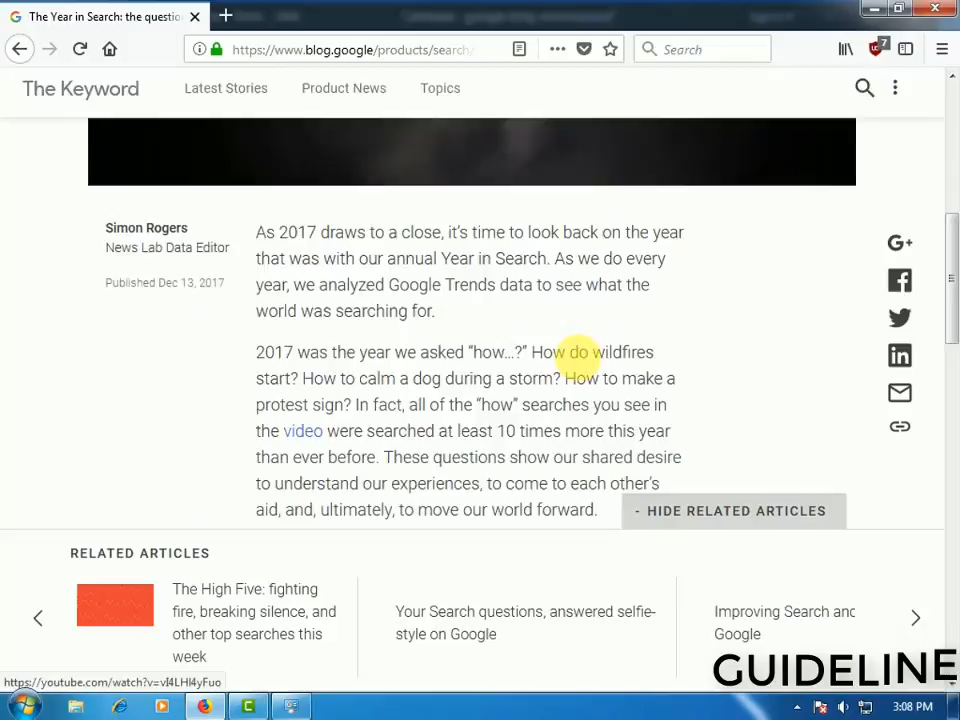 The Year in Search: the questio
https://www.blog.google/products/search/
Search
7
The Keyword
Latest Stories
Product News
Topics
Simon Rogers
News Lab Data Editor
Published Dec 13, 2017
As 2017 draws to a close, it’s time to look back on the year
that was with our annual Year in Search. As we do every
year, we analyzed Google Trends data to see what the
world was searching for.
2017 was the year we asked “how…?” How do wildfires
start? How to calm a dog during a storm? How to make a
protest sign? In fact, all of the “how” searches you see in
the video were searched at least 10 times more this year
than ever before. These questions show our shared desire
to understand our experiences, to come to each other’s
aid, and, ultimately, to move our world forward.
- HIDE RELATED ARTICLES
RELATED ARTICLES
The High Five: fighting
fire, breaking silence, and
other top searches this
week
Your Search questions, answered selfie-
style on Google
Improving Search and
Google
GUIDELINE
https://youtube.com/watch?v=vI4LHl4yFuo
3:08 PM